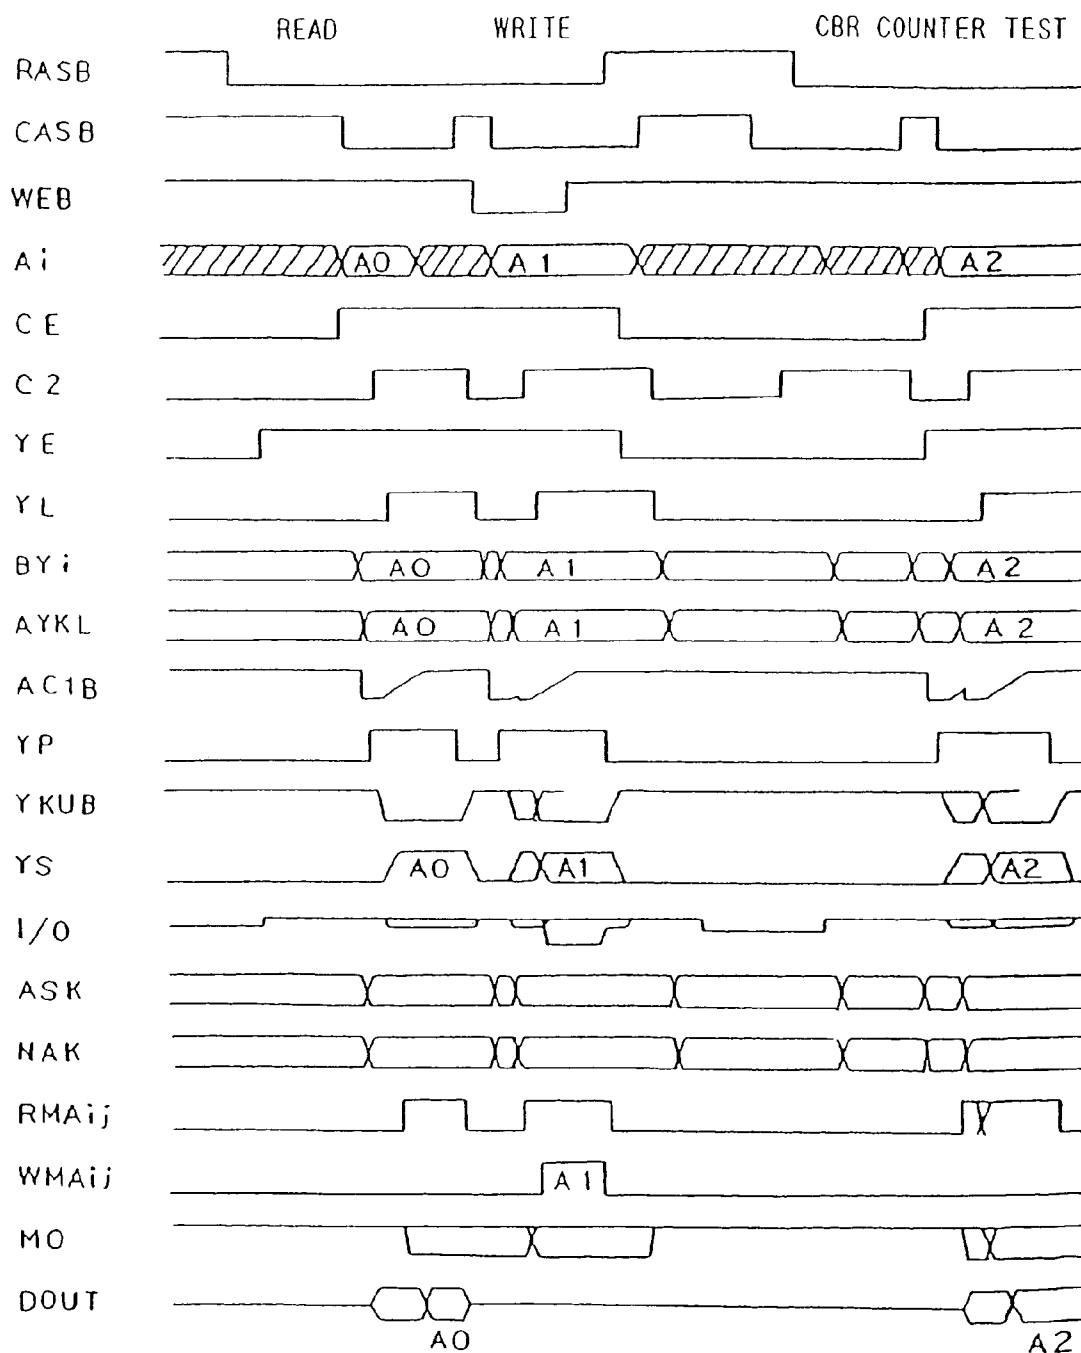 READ WRITE CBR COUNTER TEST
RASB
CASB
WEB
Ai A0 A1 A2
CE
C2
YE
YL
BYi A0 A1 A2
AYKL A0 A1 A2
AC1B
YP
YKUB
YS A0 A1 A2
I/O
ASK
NAK
RMAij
WMAij A1
MO
DOUT
A0 A2